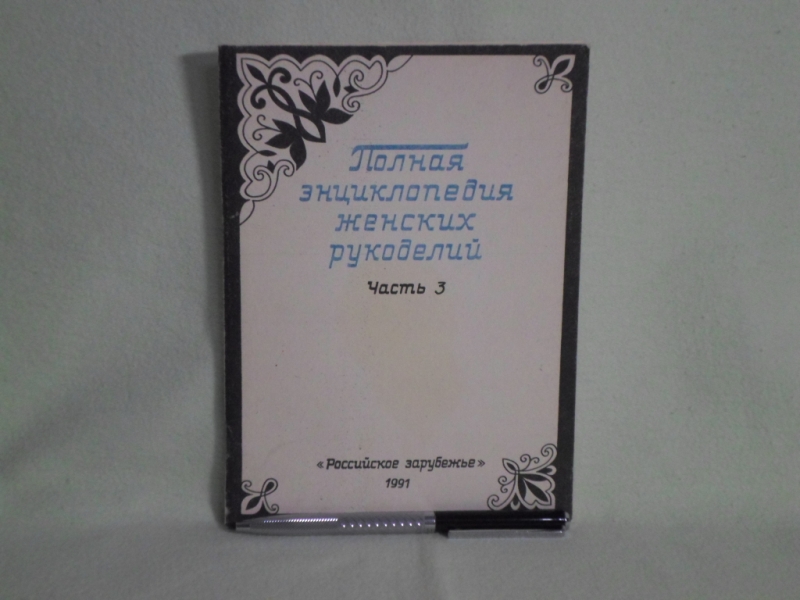 Полная
энциклопедия
женских
рукоделий
Часть 3
«Российское зарубежье»
1991